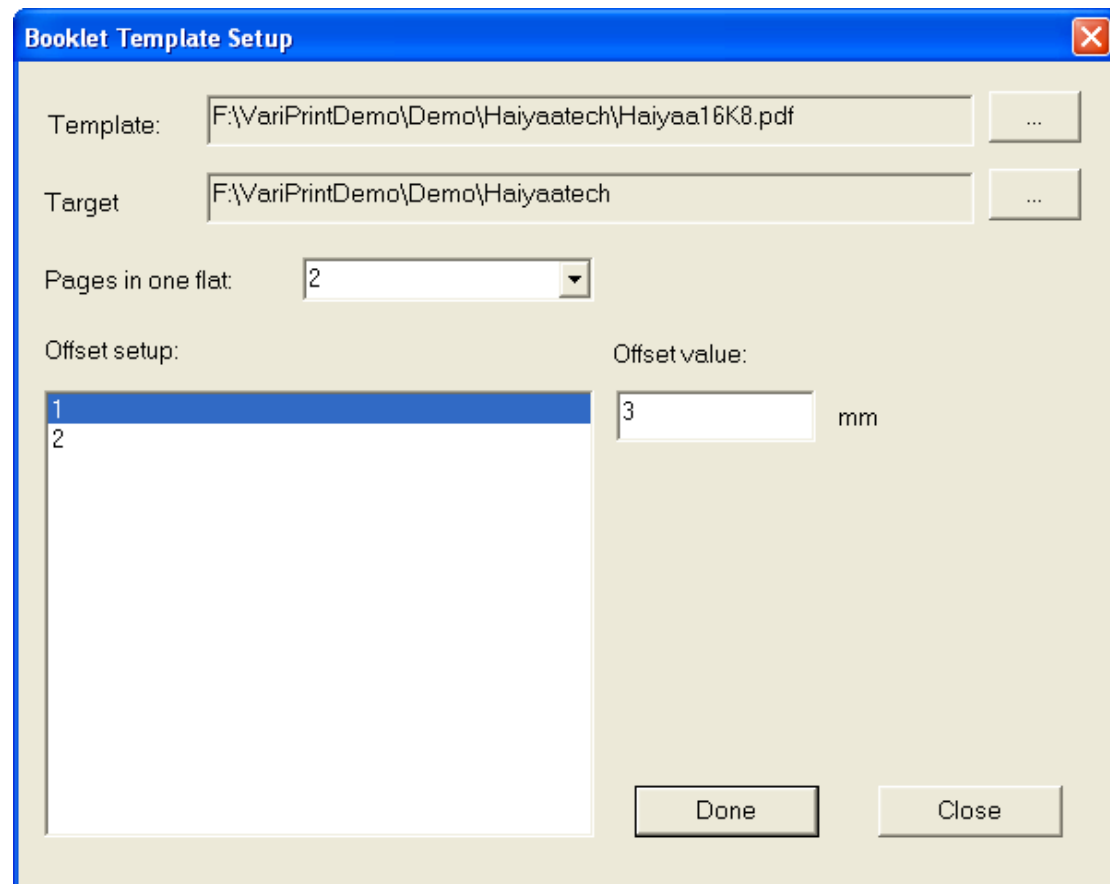 Booklet Template Setup
Template: F:\VariPrintDemo\Demo\Haiyaatech\Haiyaa16K8.pdf ...
Target F:\VariPrintDemo\Demo\Haiyaatech ...
Pages in one flat: 2
Offset setup: Offset value:
1 3 mm
2
Done Close